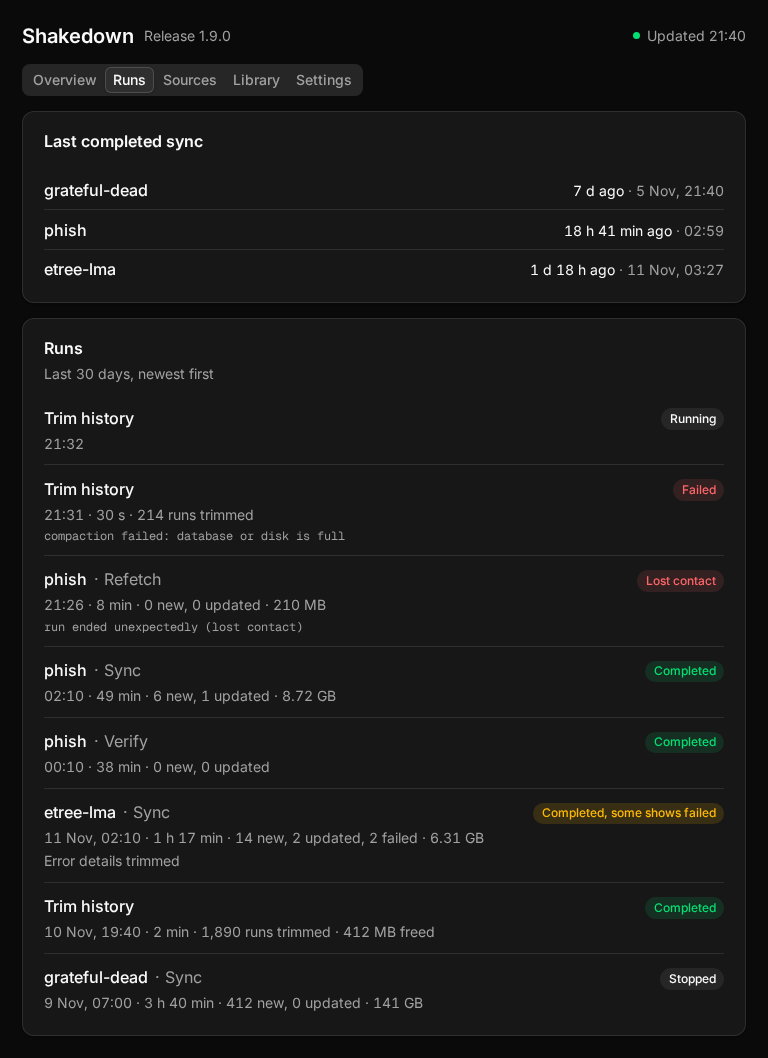 Shakedown Release 1.9.0 Updated 21:40
Overview Runs Sources Library Settings
Last completed sync
grateful-dead 7 d ago · 5 Nov, 21:40
phish 18 h 41 min ago · 02:59
etree-lma 1 d 18 h ago · 11 Nov, 03:27
Runs
Last 30 days, newest first
Trim history Running
21:32
Trim history Failed
21:31 · 30 s · 214 runs trimmed
compaction failed: database or disk is full
phish · Refetch Lost contact
21:26 · 8 min · 0 new, 0 updated · 210 MB
run ended unexpectedly (lost contact)
phish · Sync Completed
02:10 · 49 min · 6 new, 1 updated · 8.72 GB
phish · Verify Completed
00:10 · 38 min · 0 new, 0 updated
etree-lma · Sync Completed, some shows failed
11 Nov, 02:10 · 1 h 17 min · 14 new, 2 updated, 2 failed · 6.31 GB
Error details trimmed
Trim history Completed
10 Nov, 19:40 · 2 min · 1,890 runs trimmed · 412 MB freed
grateful-dead · Sync Stopped
9 Nov, 07:00 · 3 h 40 min · 412 new, 0 updated · 141 GB